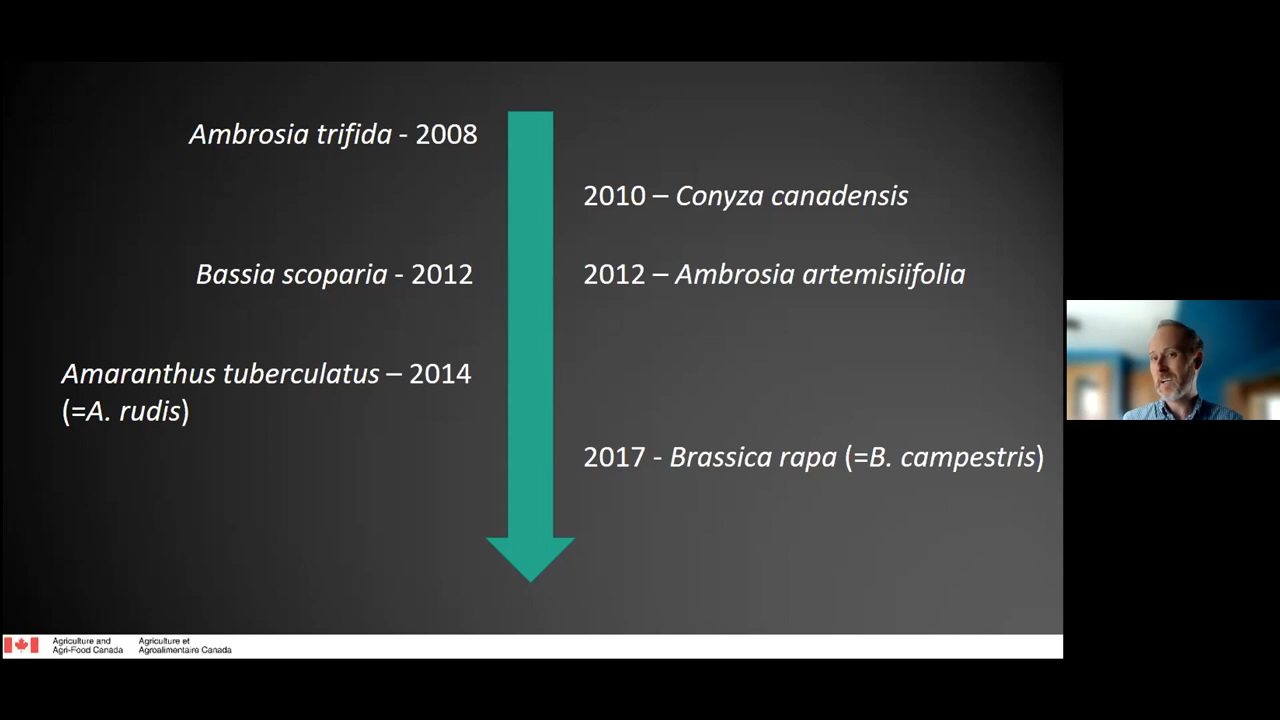 Ambrosia trifida - 2008
2010 – Conyza canadensis
Bassia scoparia - 2012
2012 – Ambrosia artemisiifolia
Amaranthus tuberculatus – 2014
(=A. rudis)
2017 - Brassica rapa (=B. campestris)
Agriculture and
Agri-Food Canada
Agriculture et
Agroalimentaire Canada